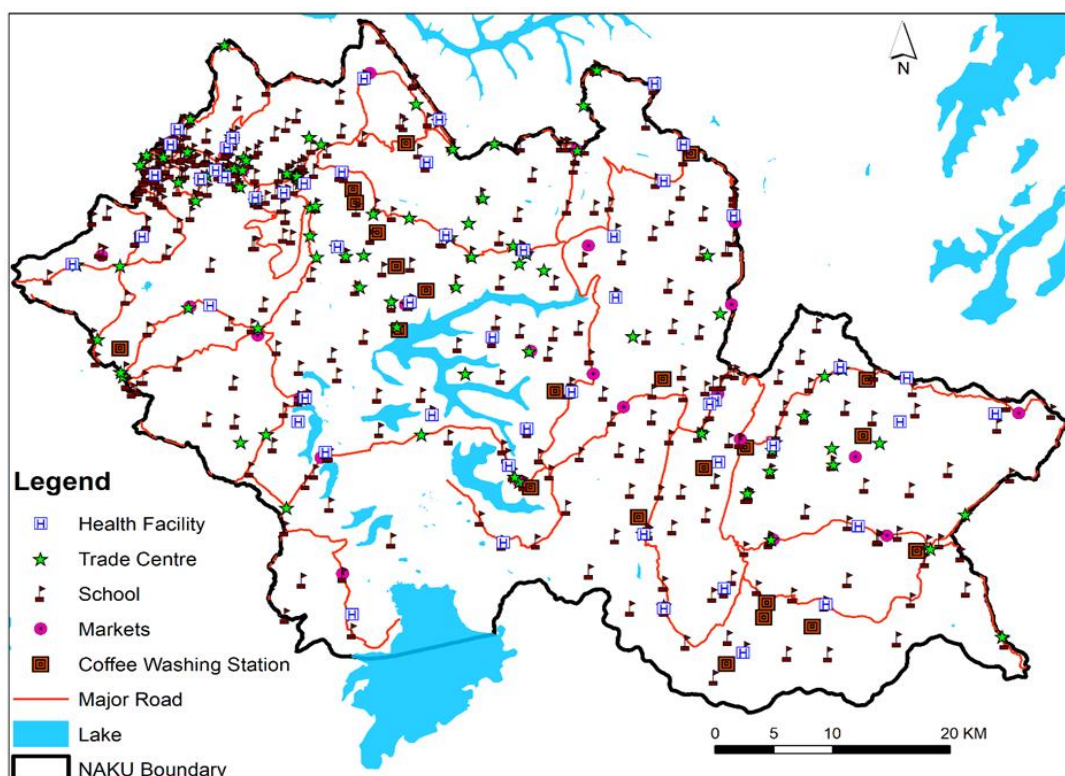 N
Legend
Health Facility
Trade Centre
School
Markets
Coffee Washing Station
Major Road
Lake
NAKU Boundary
0 5 10 20 KM